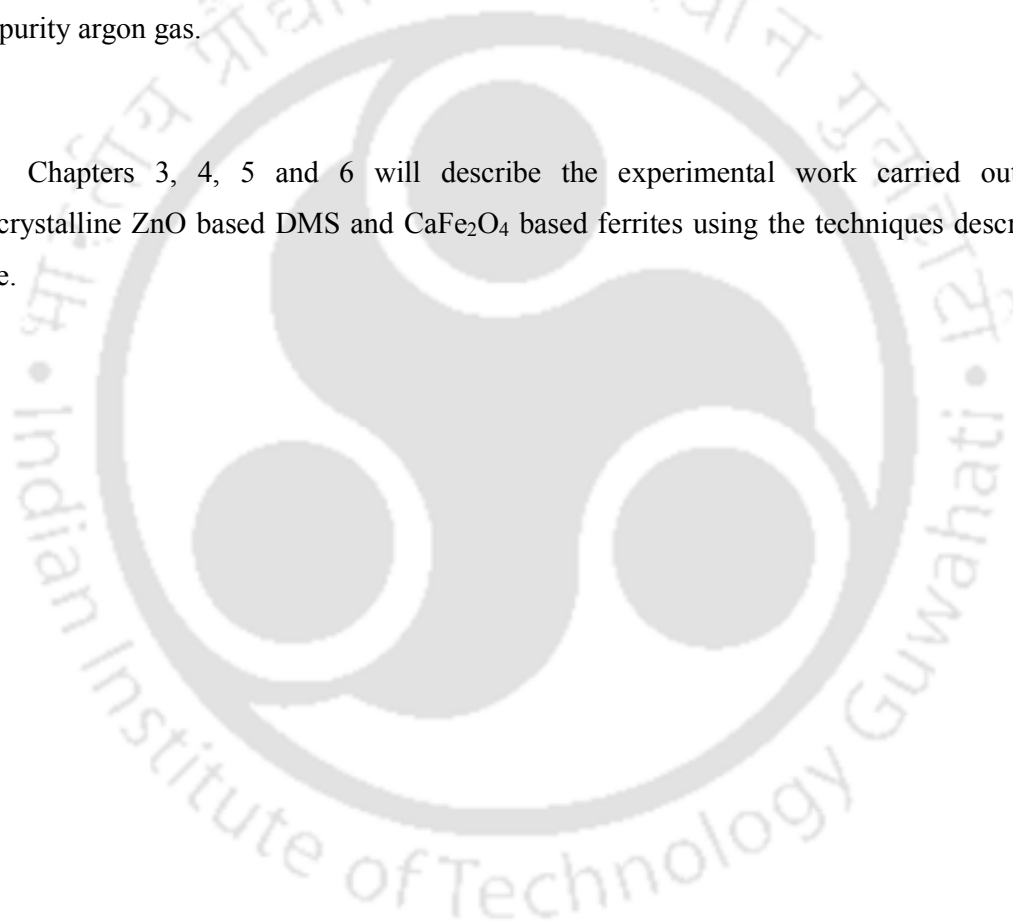 purity argon gas.
Chapters 3, 4, 5 and 6 will describe the experimental work carried out
crystalline ZnO based DMS and CaFe₂O₄ based ferrites using the techniques descr
e.
Indian Institute of Technology Guwahati